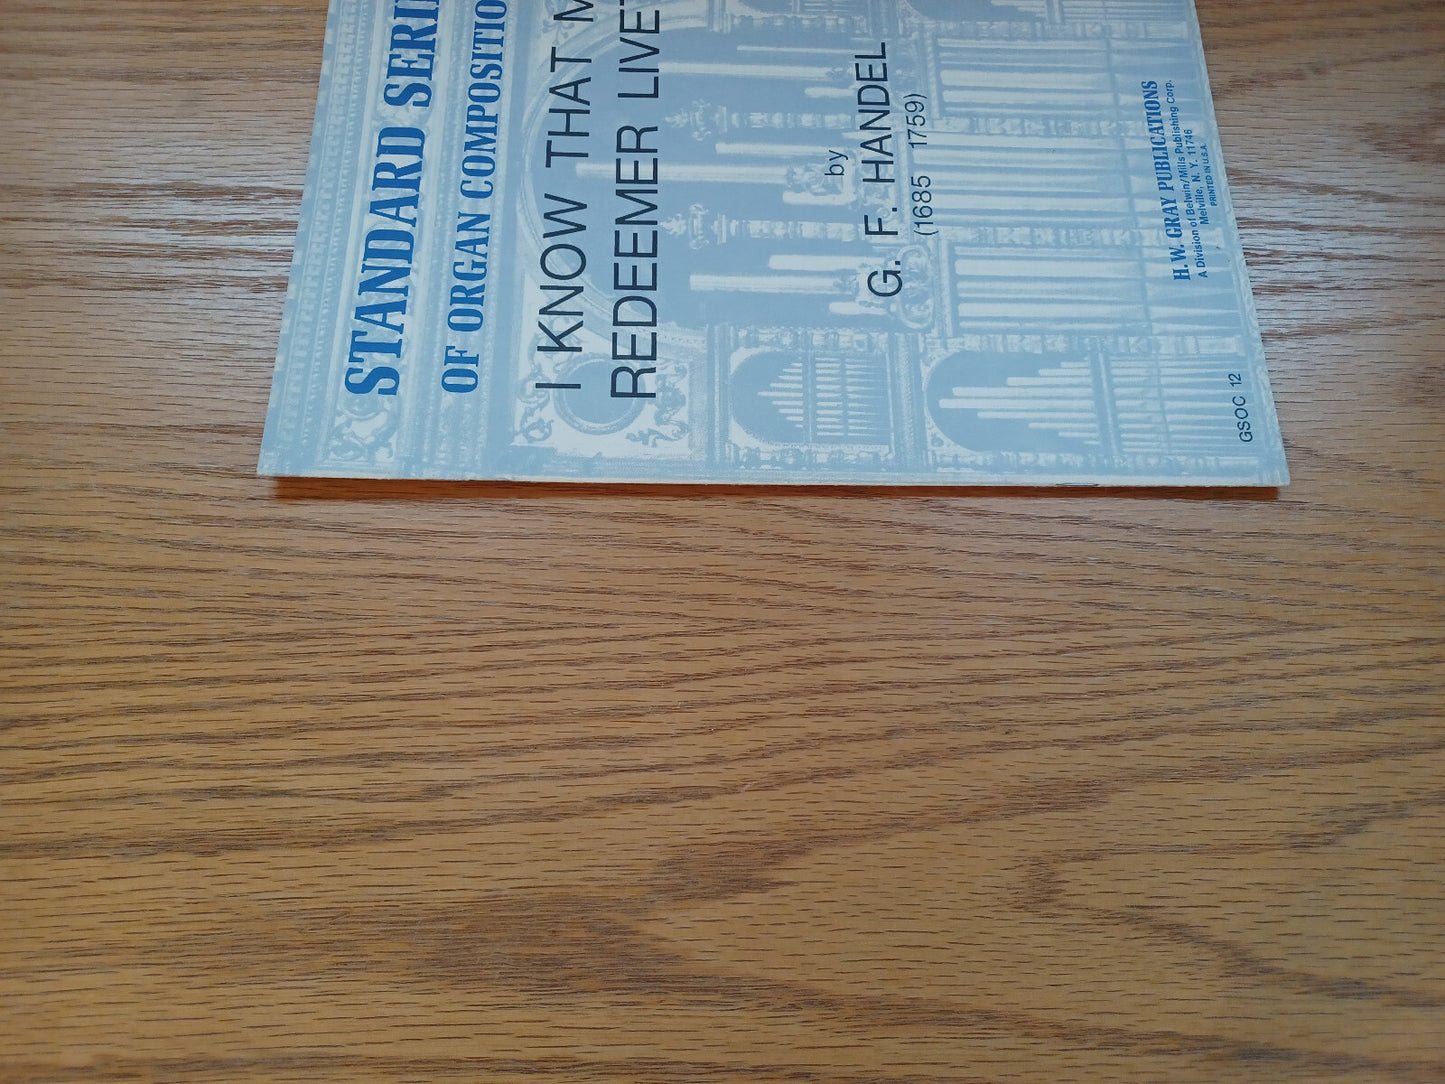 STANDARD SERI
OF ORGAN COMPOSITIO
I KNOW THAT M
REDEEMER LIVET
by
G. F. HANDEL
(1685 1759)
H. W. GRAY PUBLICATIONS
A Division of Belwin/Mills Publishing Corp.
Melville, N. Y. 11746
PRINTED IN U.S.A.
GSOC 12